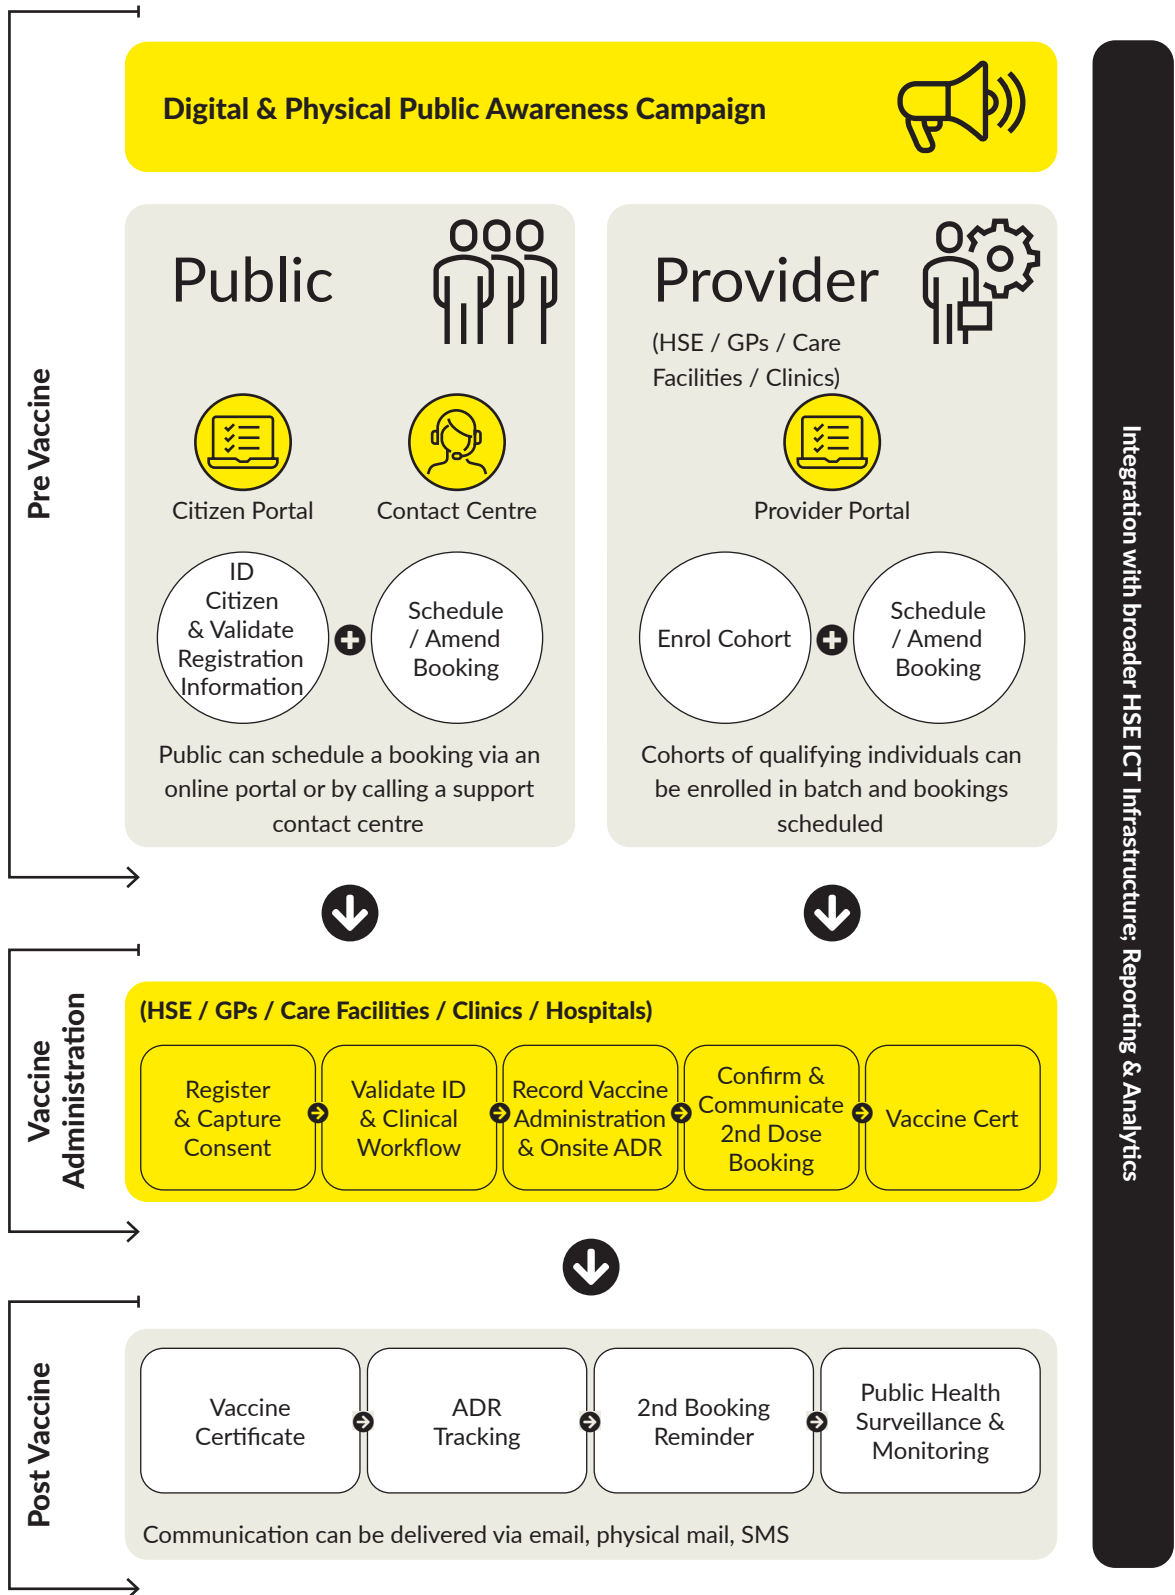 Digital & Physical Public Awareness Campaign
Pre Vaccine
Public
Citizen Portal
Contact Centre
ID
Citizen
& Validate
Registration
Information
Schedule
/ Amend
Booking
Public can schedule a booking via an
online portal or by calling a support
contact centre
Provider
(HSE / GPs / Care
Facilities / Clinics)
Provider Portal
Enrol Cohort
Schedule
/ Amend
Booking
Cohorts of qualifying individuals can
be enrolled in batch and bookings
scheduled
Vaccine
Administration
(HSE / GPs / Care Facilities / Clinics / Hospitals)
Register
& Capture
Consent
Validate ID
& Clinical
Workflow
Record Vaccine
Administration
& Onsite ADR
Confirm &
Communicate
2nd Dose
Booking
Vaccine Cert
Post Vaccine
Vaccine
Certificate
ADR
Tracking
2nd Booking
Reminder
Public Health
Surveillance &
Monitoring
Communication can be delivered via email, physical mail, SMS
Integration with broader HSE ICT Infrastructure; Reporting & Analytics